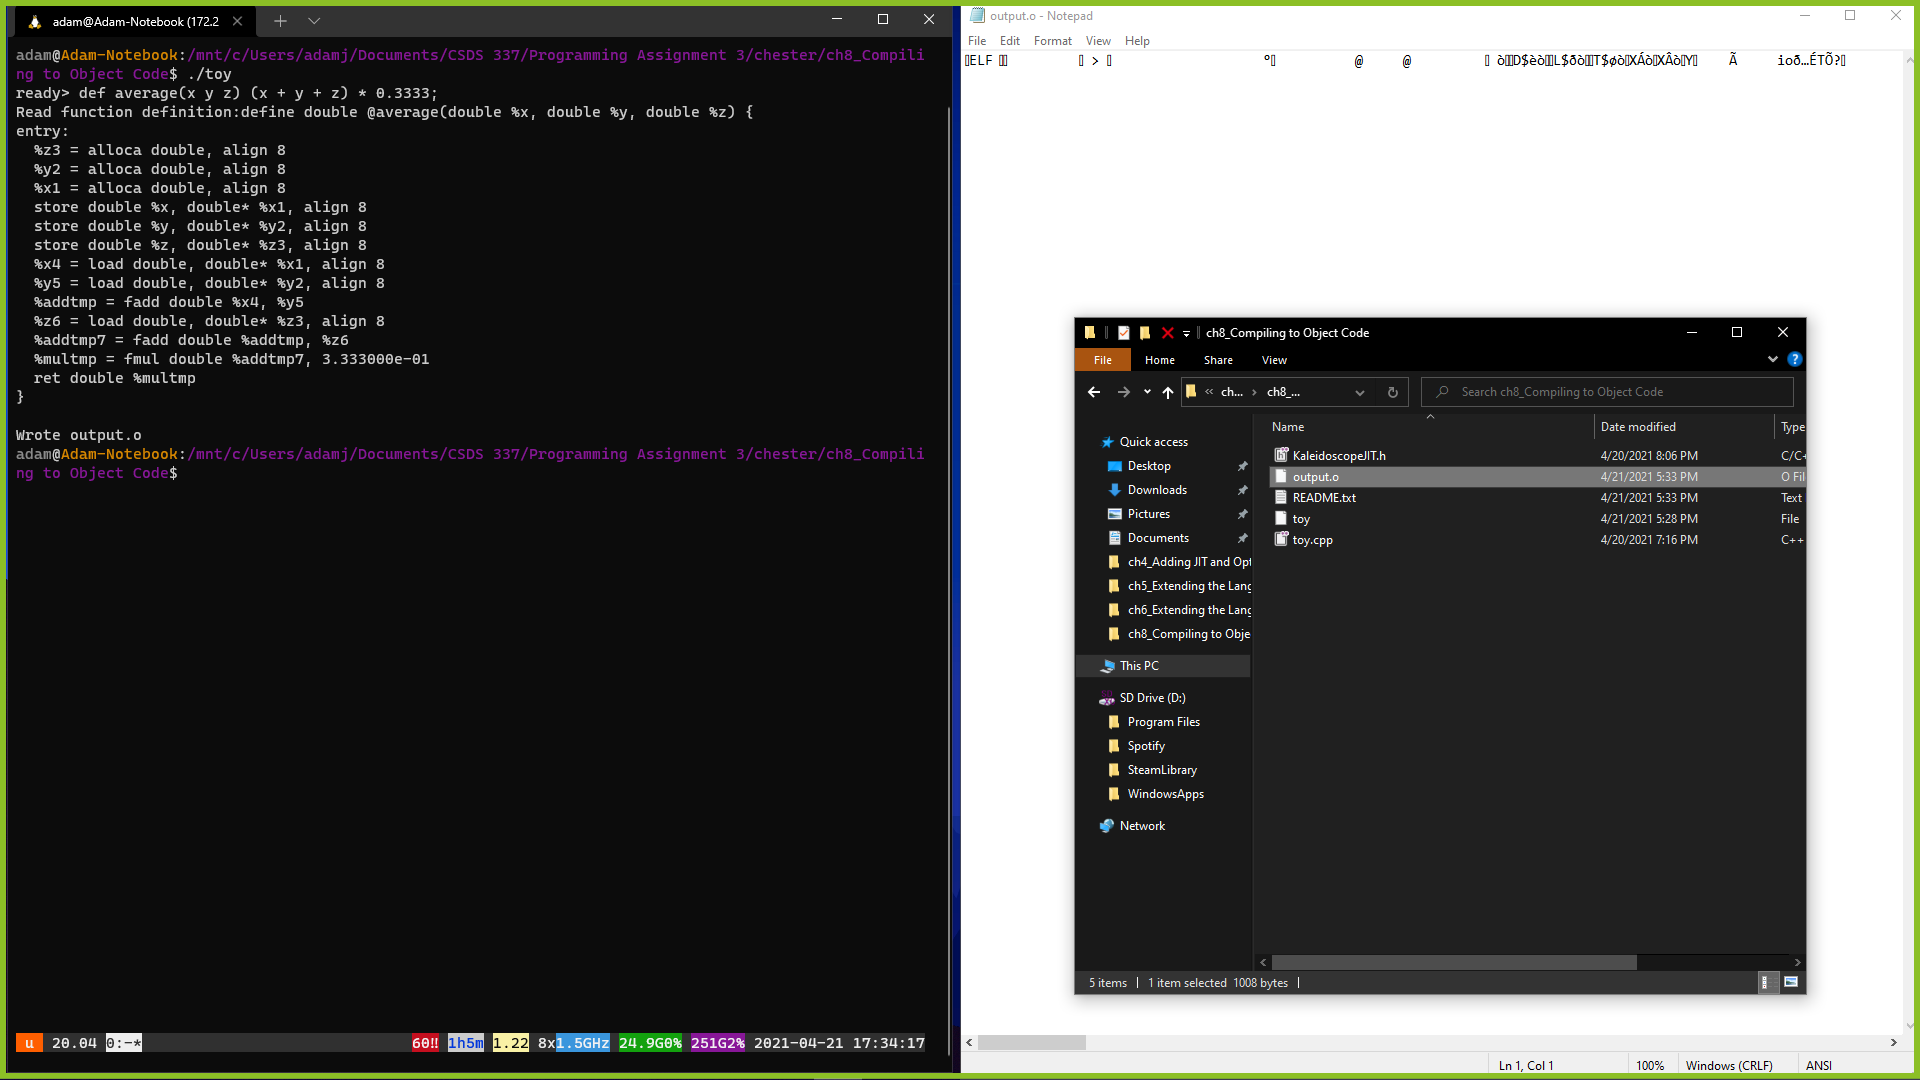 adam@Adam-Notebook (172.2
adam@Adam-Notebook:/mnt/c/Users/adamj/Documents/CSDS 337/Programming Assignment 3/chester/ch8_Compili
ng to Object Code$ ./toy
ready> def average(x y z) (x + y + z) * 0.3333;
Read function definition:define double @average(double %x, double %y, double %z) {
entry:
  %z3 = alloca double, align 8
  %y2 = alloca double, align 8
  %x1 = alloca double, align 8
  store double %x, double* %x1, align 8
  store double %y, double* %y2, align 8
  store double %z, double* %z3, align 8
  %x4 = load double, double* %x1, align 8
  %y5 = load double, double* %y2, align 8
  %addtmp = fadd double %x4, %y5
  %z6 = load double, double* %z3, align 8
  %addtmp7 = fadd double %addtmp, %z6
  %multmp = fmul double %addtmp7, 3.333000e-01
  ret double %multmp
}
Wrote output.o
adam@Adam-Notebook:/mnt/c/Users/adamj/Documents/CSDS 337/Programming Assignment 3/chester/ch8_Compili
ng to Object Code$
u 20.04 0:-* 60!! 1h5m 1.22 8x1.5GHz 24.9G0% 251G2% 2021-04-21 17:34:17
output.o - Notepad
File Edit Format View Help
ELF > º @ @ ò D$èò L$ðò T$øò XÁò XÂò Y Ã ioð…ÉTÕ?
ch8_Compiling to Object Code
File Home Share View
« ch... > ch8_... Search ch8_Compiling to Object Code
Name Date modified Type
Quick access
Desktop
Downloads
Pictures
Documents
ch4_Adding JIT and Opt
ch5_Extending the Lang
ch6_Extending the Lang
ch8_Compiling to Obje
This PC
SD Drive (D:)
Program Files
Spotify
SteamLibrary
WindowsApps
Network
KaleidoscopeJIT.h 4/20/2021 8:06 PM C/C+
output.o 4/21/2021 5:33 PM O Fil
README.txt 4/21/2021 5:33 PM Text
toy 4/21/2021 5:28 PM File
toy.cpp 4/20/2021 7:16 PM C++
5 items 1 item selected 1008 bytes
Ln 1, Col 1 100% Windows (CRLF) ANSI